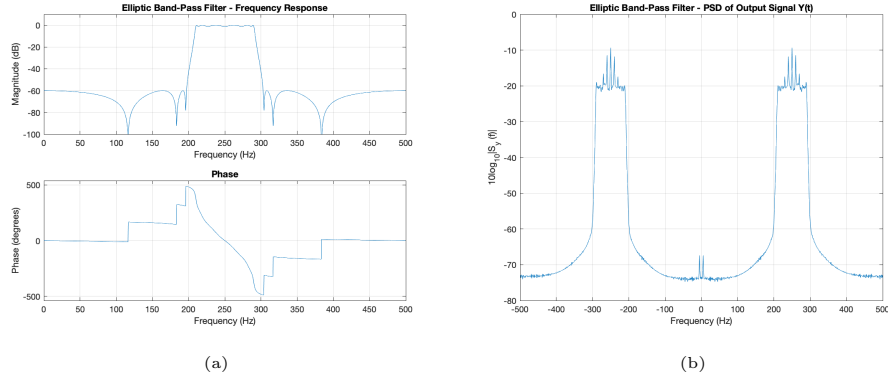 Elliptic Band-Pass Filter - Frequency Response
Magnitude (dB)
0
-20
-40
-60
-80
-100
0 50 100 150 200 250 300 350 400 450 500
Frequency (Hz)
Phase
Phase (degrees)
500
0
-500
0 50 100 150 200 250 300 350 400 450 500
Frequency (Hz)
(a)
Elliptic Band-Pass Filter - PSD of Output Signal Y(t)
10log10|Sy (f)|
0
-10
-20
-30
-40
-50
-60
-70
-80
-500 -400 -300 -200 -100 0 100 200 300 400 500
Frequency (Hz)
(b)